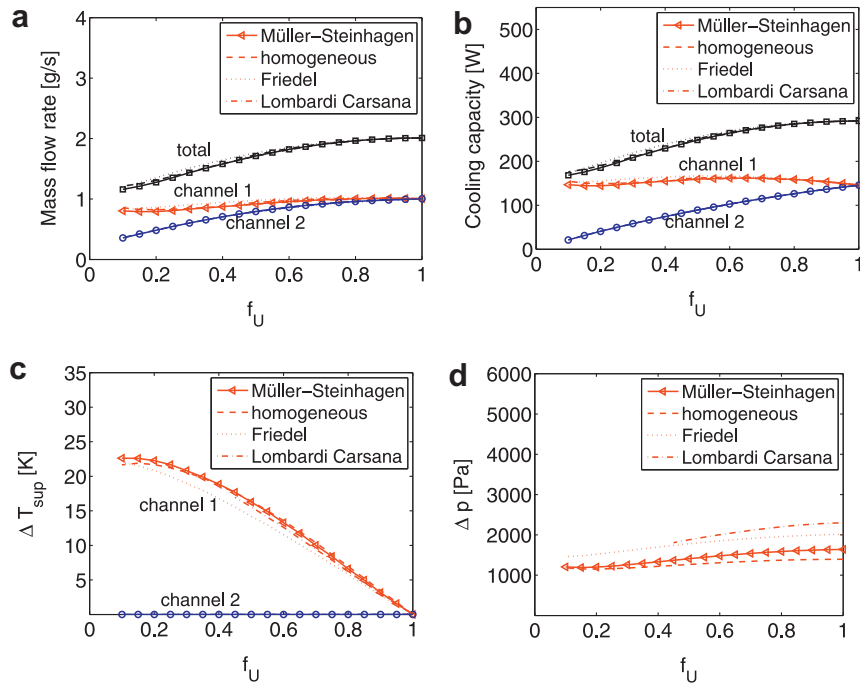 a
Mass flow rate [g/s]
4
3
2
1
0
0
0.2
0.4
0.6
0.8
1
f_U
Müller−Steinhagen
homogeneous
Friedel
Lombardi Carsana
total
channel 1
channel 2
b
Cooling capacity [W]
500
400
300
200
100
0
0
0.2
0.4
0.6
0.8
1
f_U
Müller−Steinhagen
homogeneous
Friedel
Lombardi Carsana
total
channel 1
channel 2
c
Δ T_sup [K]
35
30
25
20
15
10
5
0
0.2
0.4
0.6
0.8
1
f_U
Müller−Steinhagen
homogeneous
Friedel
Lombardi Carsana
channel 1
channel 2
d
Δ p [Pa]
6000
5000
4000
3000
2000
1000
0
0.2
0.4
0.6
0.8
1
f_U
Müller−Steinhagen
homogeneous
Friedel
Lombardi Carsana